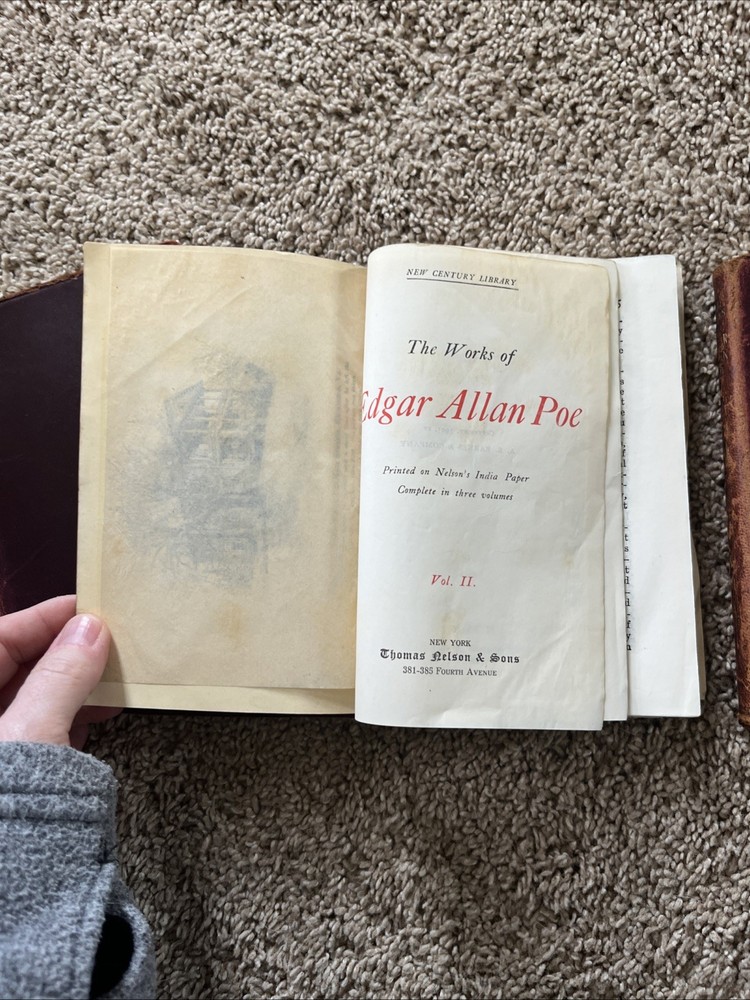 NEW CENTURY LIBRARY
The Works of
Edgar Allan Poe
Printed on Nelson's India Paper
Complete in three volumes
Vol. II.
NEW YORK
Thomas Nelson & Sons
381-385 FOURTH AVENUE